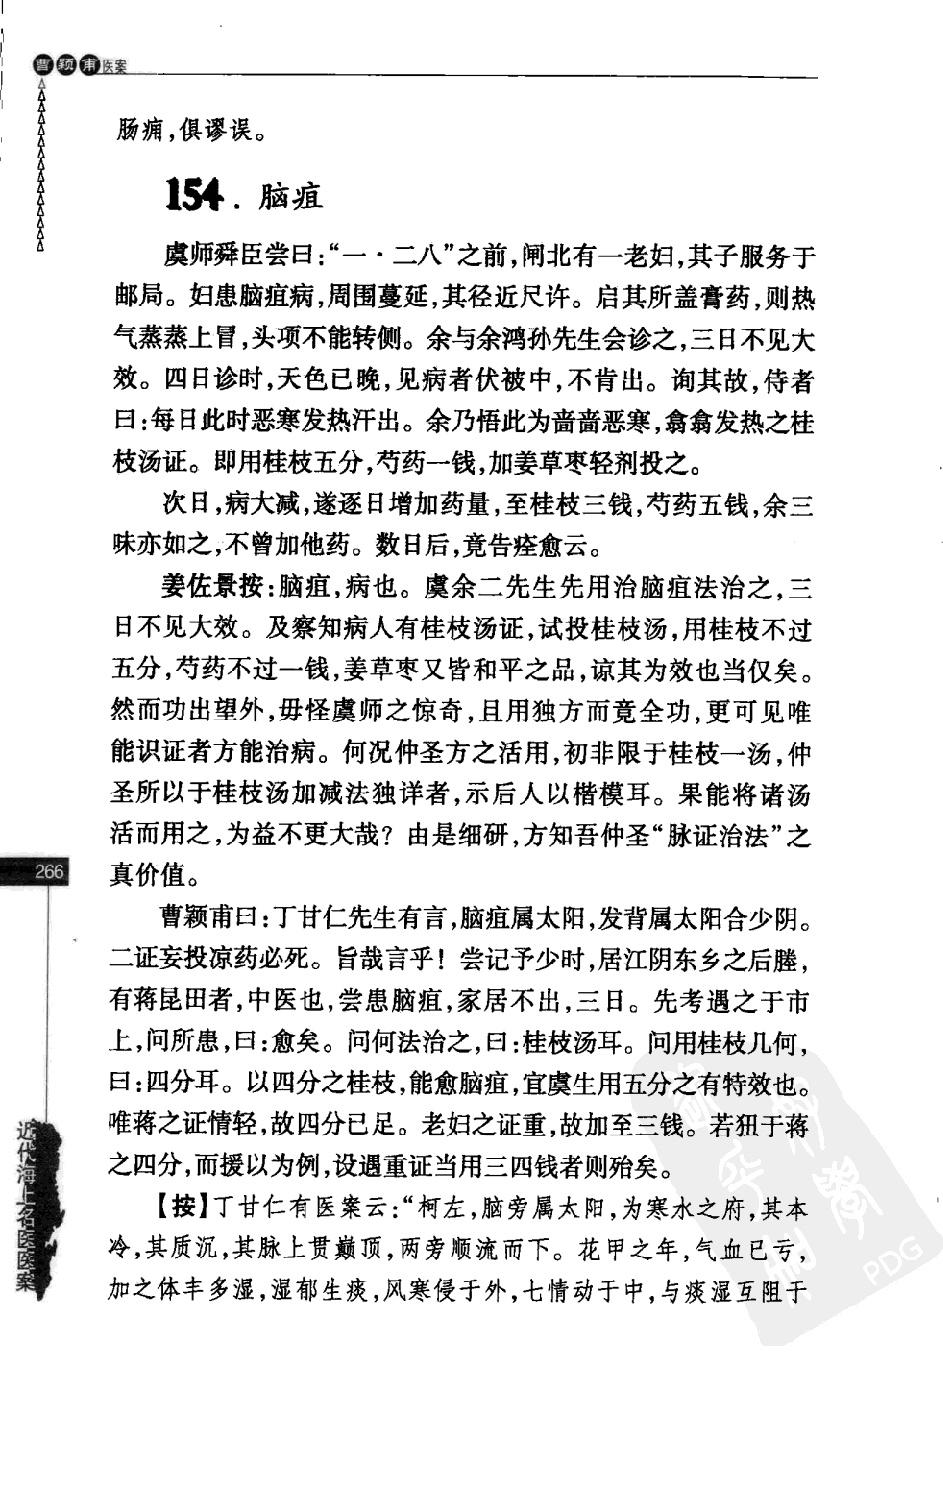 曹颖甫医案
肠痈,俱谬误。
154. 脑疽
虞师舜臣尝曰:“一·二八”之前,闸北有一老妇,其子服务于
邮局。妇患脑疽病,周围蔓延,其径近尺许。启其所盖膏药,则热
气蒸蒸上冒,头项不能转侧。余与余鸿孙先生会诊之,三日不见大
效。四日诊时,天色已晚,见病者伏被中,不肯出。询其故,侍者
曰:每日此时恶寒发热汗出。余乃悟此为啬啬恶寒,翕翕发热之桂
枝汤证。即用桂枝五分,芍药一钱,加姜草枣轻剂投之。
次日,病大减,遂逐日增加药量,至桂枝三钱,芍药五钱,余三
味亦如之,不曾加他药。数日后,竟告痊愈云。
姜佐景按:脑疽,病也。虞余二先生先用治脑疽法治之,三
日不见大效。及察知病人有桂枝汤证,试投桂枝汤,用桂枝不过
五分,芍药不过一钱,姜草枣又皆和平之品,谅其为效也当仅矣。
然而功出望外,毋怪虞师之惊奇,且用独方而竟全功,更可见唯
能识证者方能治病。何况仲圣方之活用,初非限于桂枝一汤,仲
圣所以于桂枝汤加减法独详者,示后人以楷模耳。果能将诸汤
活而用之,为益不更大哉?由是细研,方知吾仲圣“脉证治法”之
真价值。
曹颖甫曰:丁甘仁先生有言,脑疽属太阳,发背属太阳合少阴。
二证妄投凉药必死。旨哉言乎!尝记予少时,居江阴东乡之后塍,
有蒋昆田者,中医也,尝患脑疽,家居不出,三日。先考遇之于市
上,问所患,曰:愈矣。问何法治之,曰:桂枝汤耳。问用桂枝几何,
曰:四分耳。以四分之桂枝,能愈脑疽,宜虞生用五分之有特效也。
唯蒋之证情轻,故四分已足。老妇之证重,故加至三钱。若狃于蒋
之四分,而援以为例,设遇重证当用三四钱者则殆矣。
【按】丁甘仁有医案云:“柯左,脑旁属太阳,为寒水之府,其本
冷,其质沉,其脉上贯巅顶,两旁顺流而下。花甲之年,气血已亏,
加之体丰多湿,湿郁生痰,风寒侵于外,七情动于中,与痰湿互阻于
266
近代海上名医医案
PDG